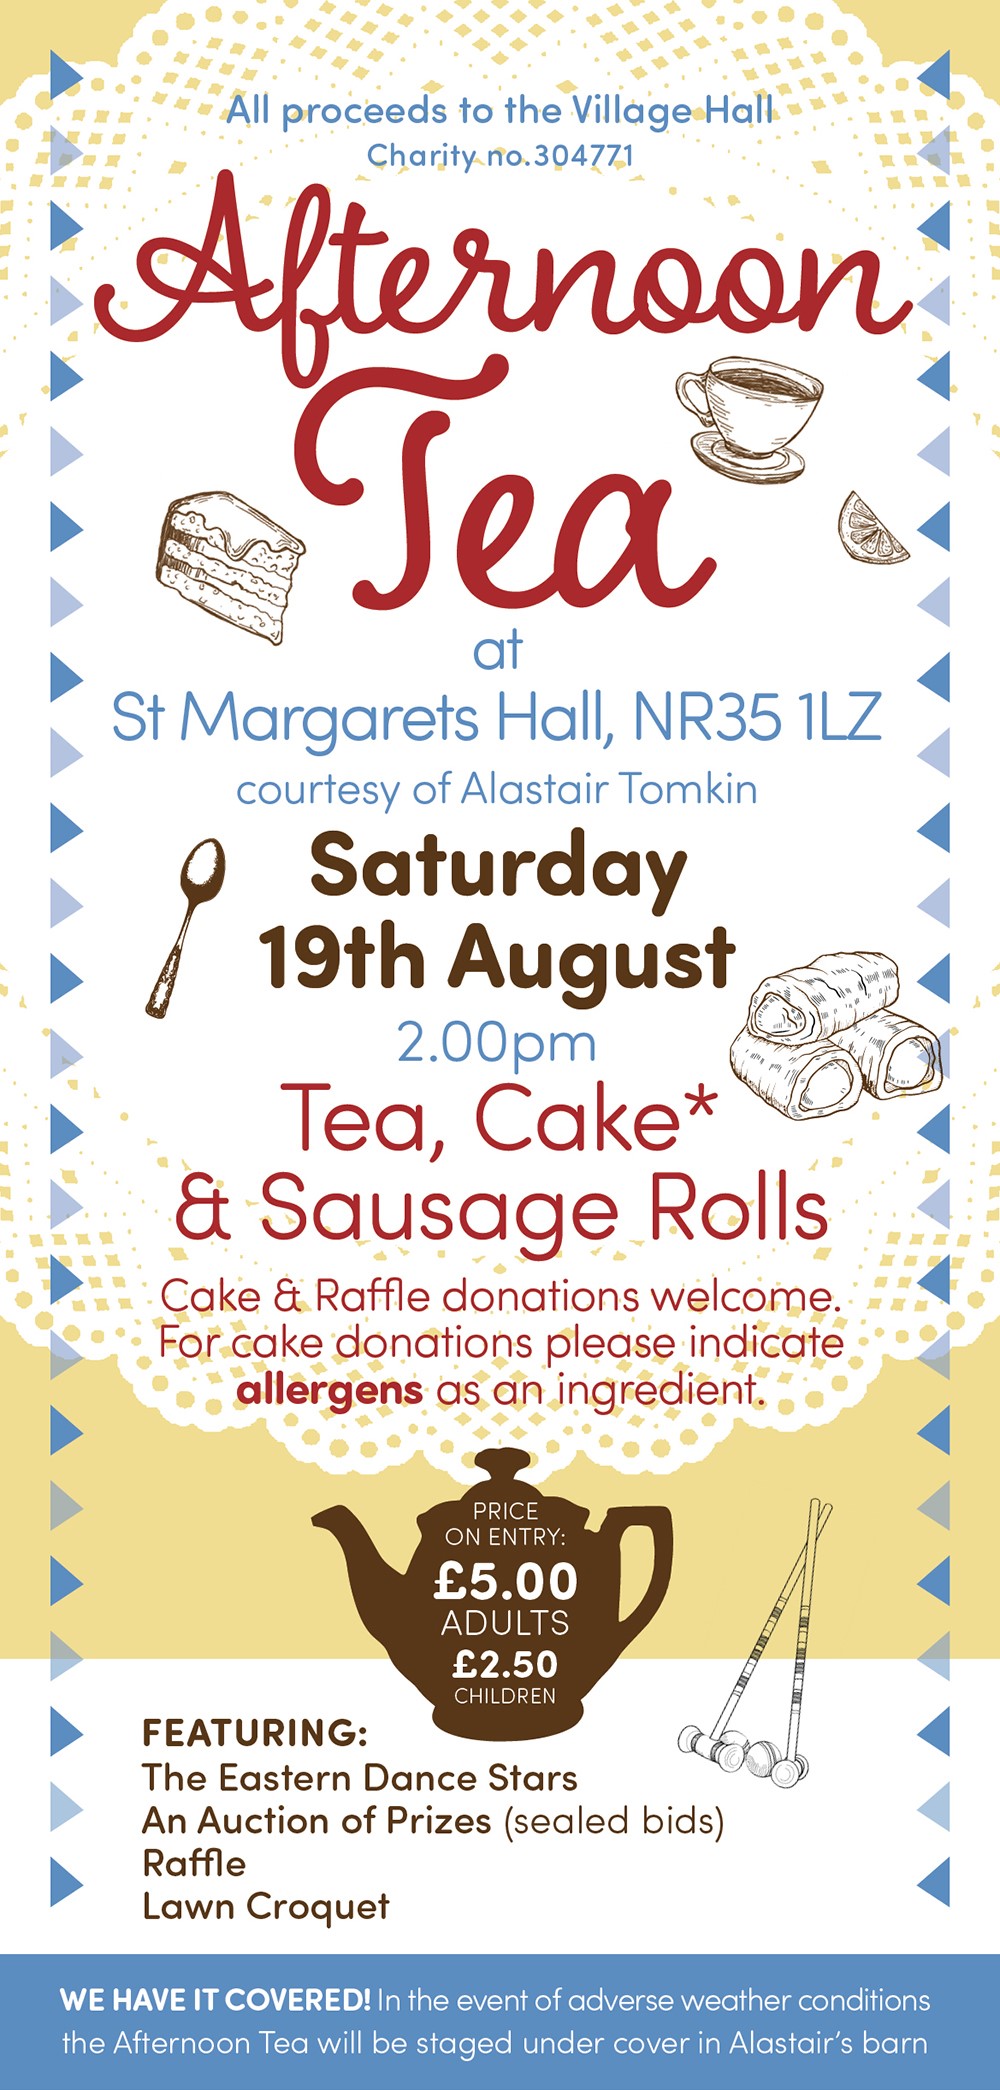 All proceeds to the Village Hall
Charity no.304771
Afternoon
Tea
at
St Margarets Hall, NR35 1LZ
courtesy of Alastair Tomkin
Saturday
19th August
2.00pm
Tea, Cake*
& Sausage Rolls
Cake & Raffle donations welcome.
For cake donations please indicate
allergens as an ingredient.
PRICE
ON ENTRY:
£5.00
ADULTS
£2.50
CHILDREN
FEATURING:
The Eastern Dance Stars
An Auction of Prizes (sealed bids)
Raffle
Lawn Croquet
WE HAVE IT COVERED! In the event of adverse weather conditions
the Afternoon Tea will be staged under cover in Alastair's barn